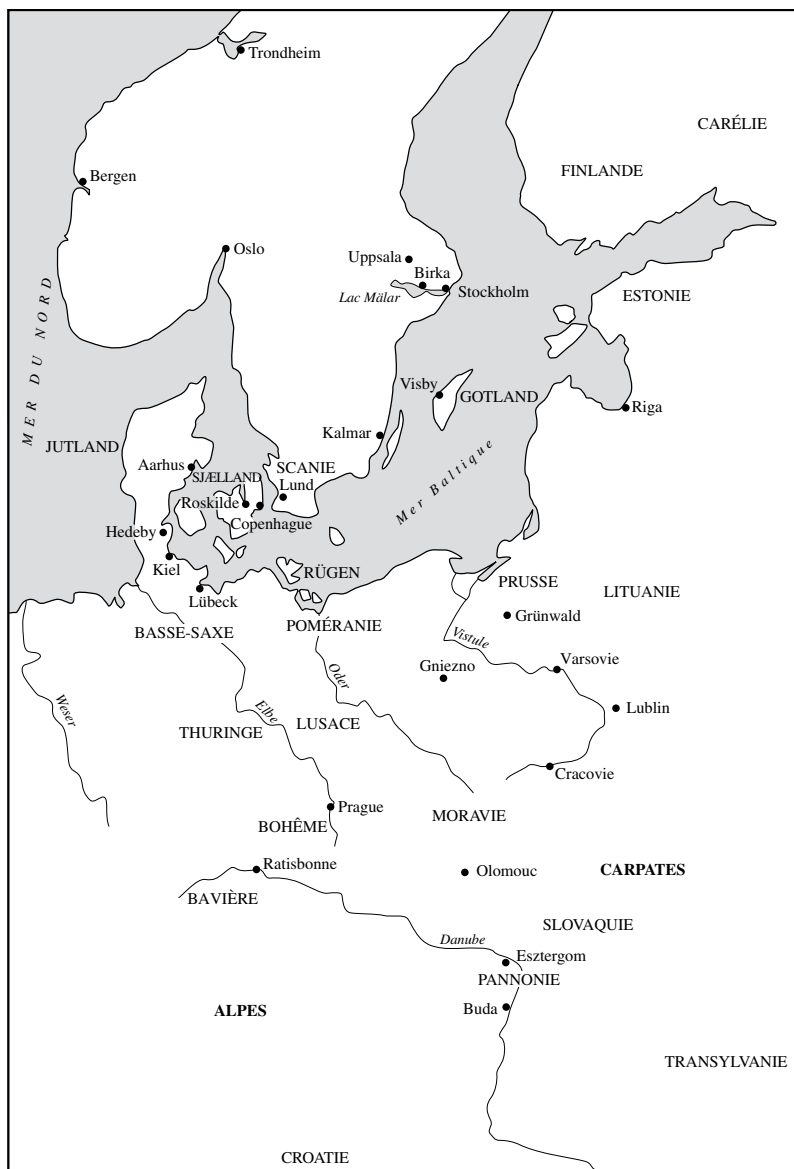 Trondheim
CARÉLIE
FINLANDE
Bergen
Oslo
Uppsala
Birka
Lac Mälar
Stockholm
ESTONIE
MER DU NORD
Visby
GOTLAND
Riga
JUTLAND
Kalmar
Aarhus
SJÆLLAND
SCANIE
Lund
Mer Baltique
Roskilde
Copenhague
Hedeby
Kiel
RÜGEN
PRUSSE
LITUANIE
Lübeck
Grünwald
BASSE-SAXE
POMÉRANIE
Vistule
Varsovie
Gniezno
Oder
Weser
Elbe
LUSACE
Lublin
THURINGE
Cracovie
Prague
MORAVIE
BOHÊME
Ratisbonne
Olomouc
CARPATES
BAVIÈRE
SLOVAQUIE
Danube
Esztergom
PANNONIE
ALPES
Buda
TRANSYLVANIE
CROATIE